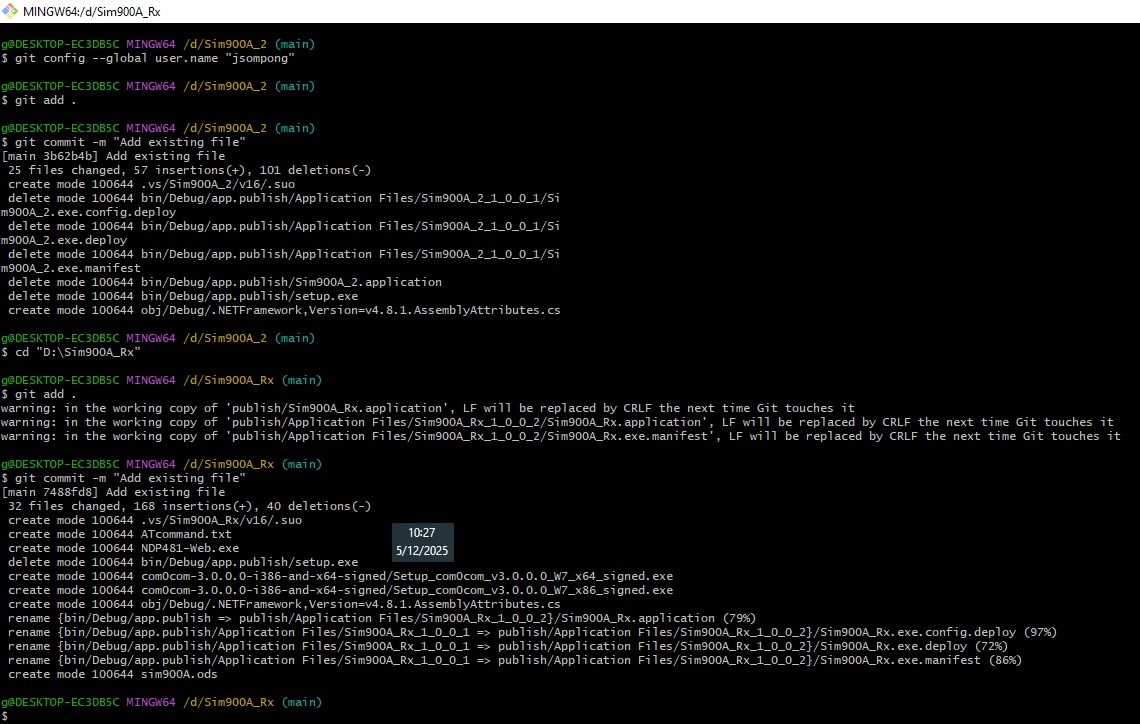 MINGW64:/d/Sim900A_Rx
g@DESKTOP-EC3DB5C MINGW64 /d/Sim900A_2 (main)
$ git config --global user.name "jsompong"
g@DESKTOP-EC3DB5C MINGW64 /d/Sim900A_2 (main)
$ git add .
g@DESKTOP-EC3DB5C MINGW64 /d/Sim900A_2 (main)
$ git commit -m "Add existing file"
[main 3b62b4b] Add existing file
 25 files changed, 57 insertions(+), 101 deletions(-)
 create mode 100644 .vs/Sim900A_2/v16/.suo
 delete mode 100644 bin/Debug/app.publish/Application Files/Sim900A_2_1_0_0_1/Si
m900A_2.exe.config.deploy
 delete mode 100644 bin/Debug/app.publish/Application Files/Sim900A_2_1_0_0_1/Si
m900A_2.exe.deploy
 delete mode 100644 bin/Debug/app.publish/Application Files/Sim900A_2_1_0_0_1/Si
m900A_2.exe.manifest
 delete mode 100644 bin/Debug/app.publish/Sim900A_2.application
 delete mode 100644 bin/Debug/app.publish/setup.exe
 create mode 100644 obj/Debug/.NETFramework,Version=v4.8.1.AssemblyAttributes.cs
g@DESKTOP-EC3DB5C MINGW64 /d/Sim900A_2 (main)
$ cd "D:\Sim900A_Rx"
g@DESKTOP-EC3DB5C MINGW64 /d/Sim900A_Rx (main)
$ git add .
warning: in the working copy of 'publish/Sim900A_Rx.application', LF will be replaced by CRLF the next time Git touches it
warning: in the working copy of 'publish/Application Files/Sim900A_Rx_1_0_0_2/Sim900A_Rx.application', LF will be replaced by CRLF the next time Git touches it
warning: in the working copy of 'publish/Application Files/Sim900A_Rx_1_0_0_2/Sim900A_Rx.exe.manifest', LF will be replaced by CRLF the next time Git touches it
g@DESKTOP-EC3DB5C MINGW64 /d/Sim900A_Rx (main)
$ git commit -m "Add existing file"
[main 7488fd8] Add existing file
 32 files changed, 168 insertions(+), 40 deletions(-)
 create mode 100644 .vs/Sim900A_Rx/v16/.suo
 create mode 100644 ATcommand.txt
 create mode 100644 NDP481-Web.exe
 delete mode 100644 bin/Debug/app.publish/setup.exe
10:27
5/12/2025
 create mode 100644 com0com-3.0.0.0-i386-and-x64-signed/Setup_com0com_v3.0.0.0_W7_x64_signed.exe
 create mode 100644 com0com-3.0.0.0-i386-and-x64-signed/Setup_com0com_v3.0.0.0_W7_x86_signed.exe
 create mode 100644 obj/Debug/.NETFramework,Version=v4.8.1.AssemblyAttributes.cs
 rename {bin/Debug/app.publish => publish/Application Files/Sim900A_Rx_1_0_0_2}/Sim900A_Rx.application (79%)
 rename {bin/Debug/app.publish/Application Files/Sim900A_Rx_1_0_0_1 => publish/Application Files/Sim900A_Rx_1_0_0_2}/Sim900A_Rx.exe.config.deploy (97%)
 rename {bin/Debug/app.publish/Application Files/Sim900A_Rx_1_0_0_1 => publish/Application Files/Sim900A_Rx_1_0_0_2}/Sim900A_Rx.exe.deploy (72%)
 rename {bin/Debug/app.publish/Application Files/Sim900A_Rx_1_0_0_1 => publish/Application Files/Sim900A_Rx_1_0_0_2}/Sim900A_Rx.exe.manifest (86%)
 create mode 100644 sim900A.ods
g@DESKTOP-EC3DB5C MINGW64 /d/Sim900A_Rx (main)
$